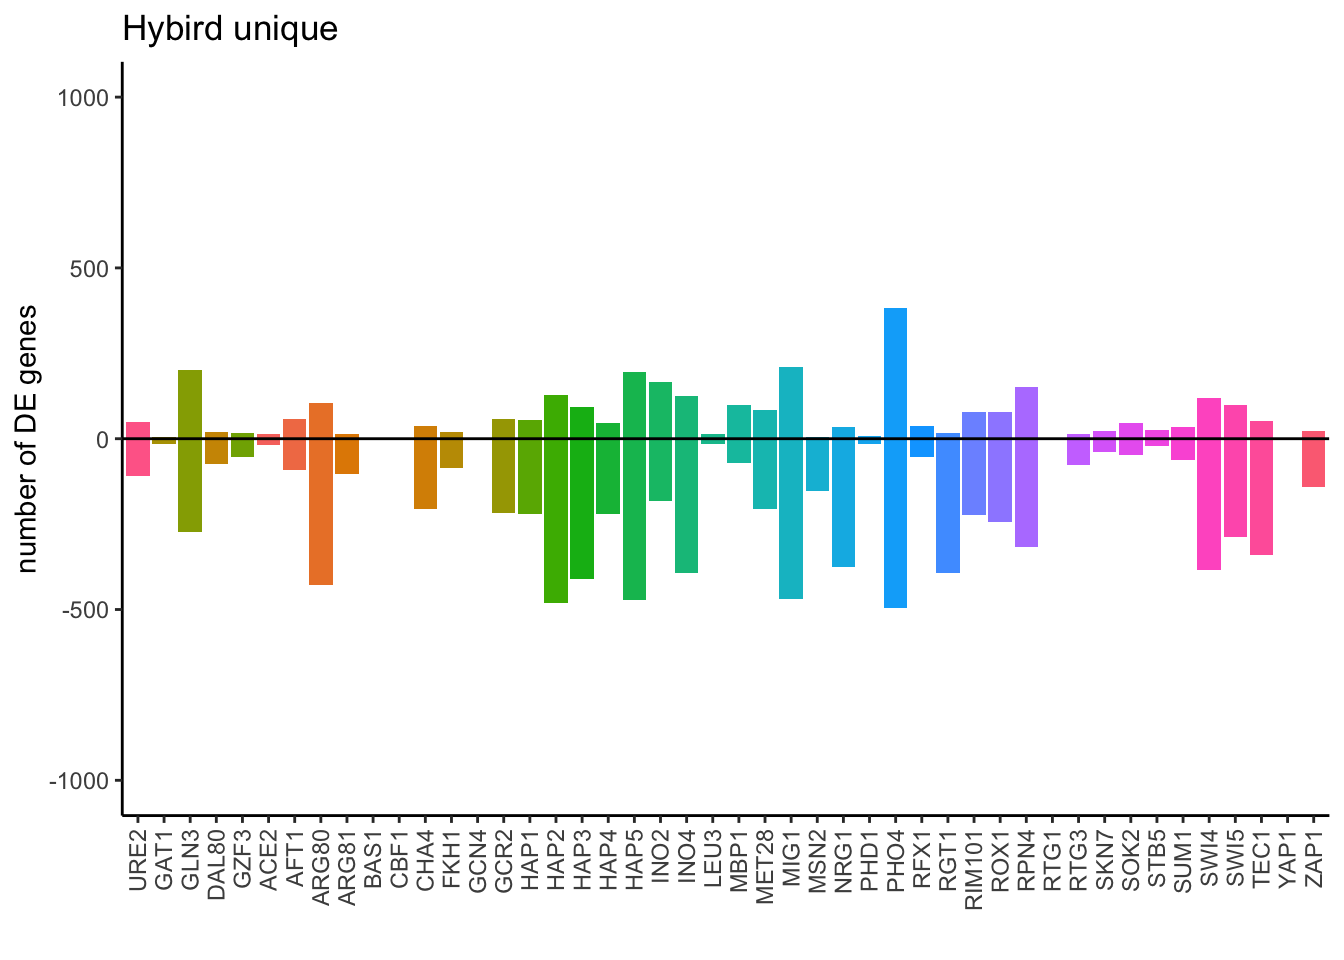 Hybird unique
number of DE genes
1000
500
0
-500
-1000
URE2
GAT1
GLN3
DAL80
GZF3
ACE2
AFT1
ARG80
ARG81
BAS1
CBF1
CHA4
FKH1
GCN4
GCR2
HAP1
HAP2
HAP3
HAP4
HAP5
INO2
INO4
LEU3
MBP1
MET28
MIG1
MSN2
NRG1
PHD1
PHO4
RFX1
RGT1
RIM101
ROX1
RPN4
RTG1
RTG3
SKN7
SOK2
STB5
SUM1
SWI4
SWI5
TEC1
YAP1
ZAP1